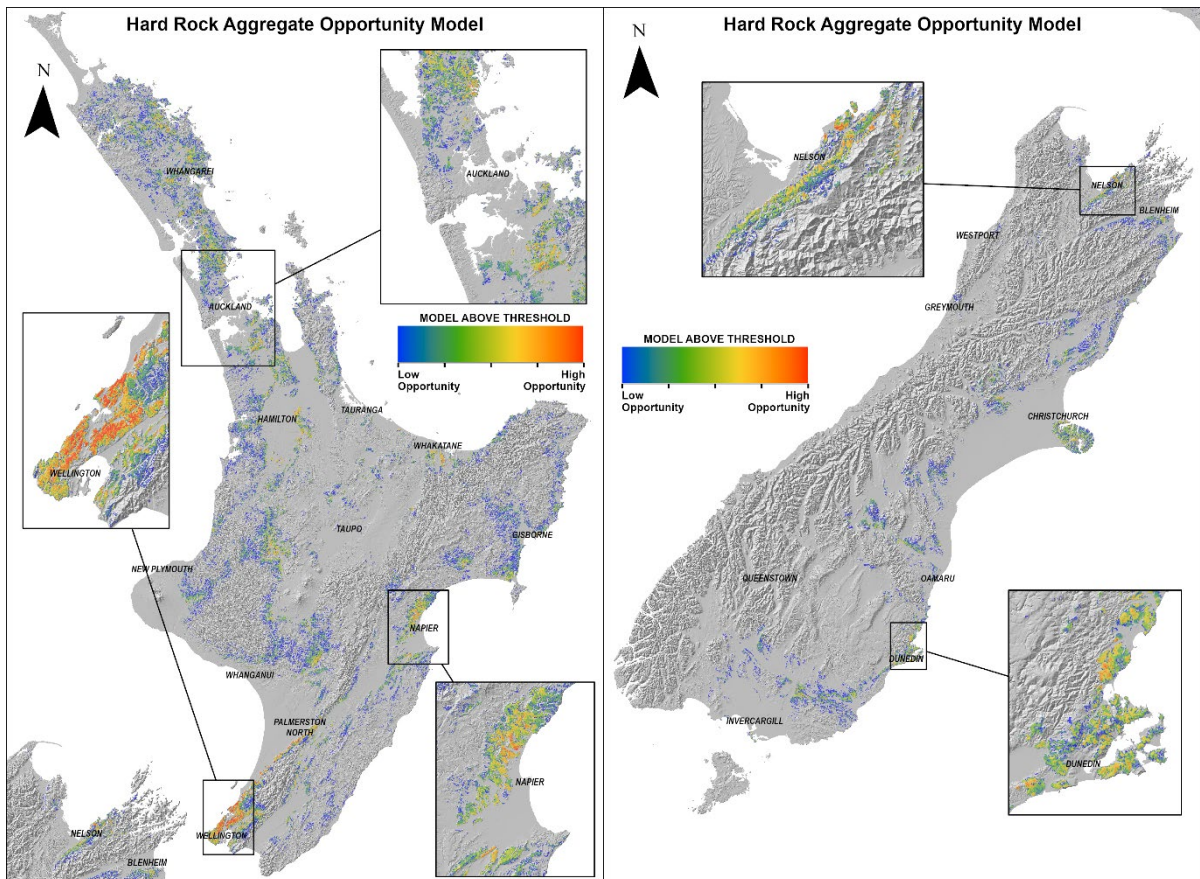 Hard Rock Aggregate Opportunity Model
N
WHANGAREI
AUCKLAND
AUCKLAND
MODEL ABOVE THRESHOLD
Low
Opportunity
High
Opportunity
HAMILTON
TAURANGA
WHAKATANE
WELLINGTON
TAUPO
GISBORNE
NEW PLYMOUTH
NAPIER
WHANGANUI
PALMERSTON
NORTH
NAPIER
WELLINGTON
NELSON
BLENHEIM
Hard Rock Aggregate Opportunity Model
N
NELSON
NELSON
BLENHEIM
WESTPORT
GREYMOUTH
MODEL ABOVE THRESHOLD
Low
Opportunity
High
Opportunity
CHRISTCHURCH
QUEENSTOWN
OAMARU
DUNEDIN
INVERCARGILL
DUNEDIN